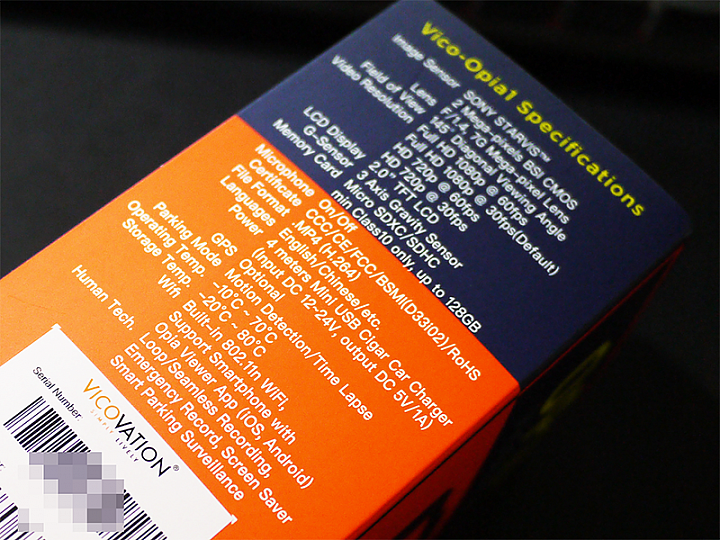 Vico-Opia1 Specifications
Image Sensor SONY STARVIS™
2 Mega-pixels BSI CMOS
Lens F/1.4, 7G Mega-pixel Lens
Field of View 145° Diagonal Viewing Angle
Video Resolution Full HD 1080p @ 60fps
Full HD 1080p @ 30fps(Default)
HD 720p @ 60fps
HD 720p @ 30fps
LCD Display 2.0" TFT LCD
G-Sensor 3 Axis Gravity Sensor
Memory Card Micro SDXC/SDHC
min Class10 only, up to 128GB
Microphone On/Off
Certificate CCC/CE/FCC/BSMI(D33I02)/RoHS
File Format MP4 (H.264)
Languages English/Chinese/etc.
Power 4 meters Mini USB Cigar Car Charger
(Input DC 12-24V, output DC 5V/1A)
GPS Optional
Parking Mode Motion Detection/Time Lapse
Operating Temp. -10°C ~ 70°C
Storage Temp. -20°C ~ 80°C
Wifi Built-in 802.11n WiFi,
Support Smartphone with
Opia Viewer App (iOS, Android)
Human Tech. Loop/Seamless Recording,
Emergency Record, Screen Saver
Smart Parking Surveillance
Serial Number:
VICOVATION®
SIMPLY LIVELY